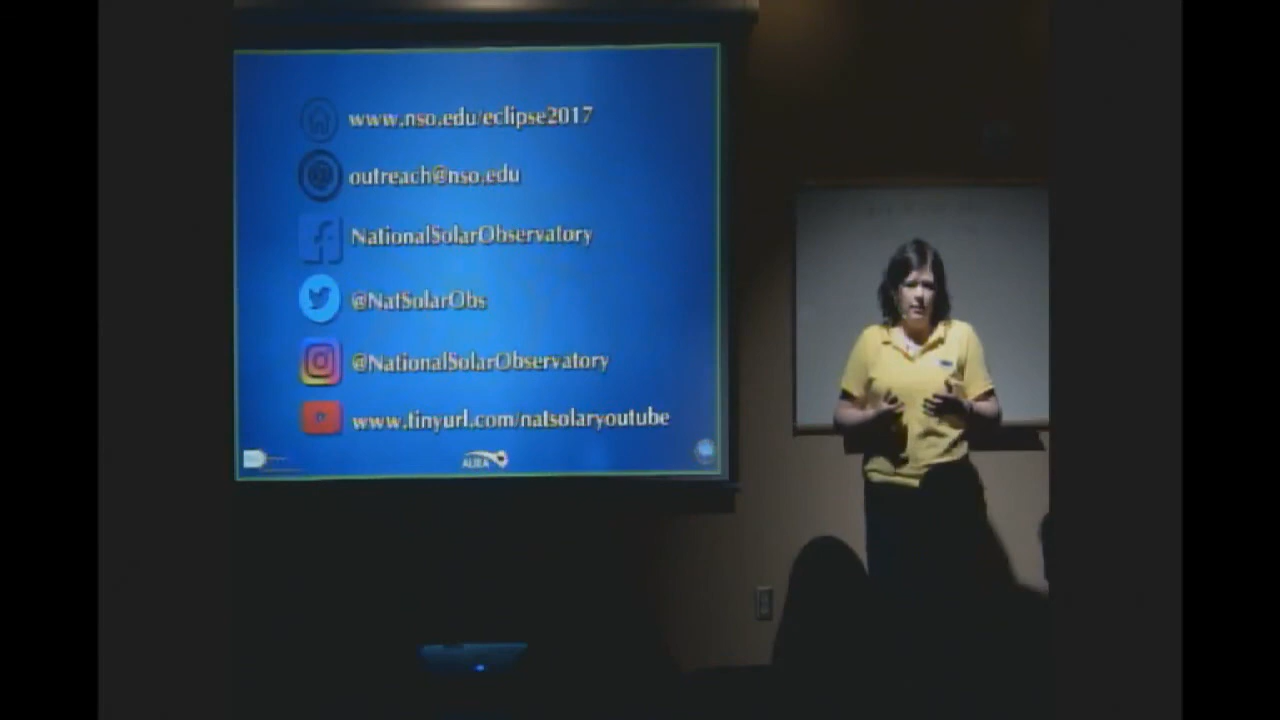 www.nso.edu/eclipse2017
outreach@nso.edu
NationalSolarObservatory
@NatSolarObs
@NationalSolarObservatory
www.tinyurl.com/natsolaryoutube
AURA